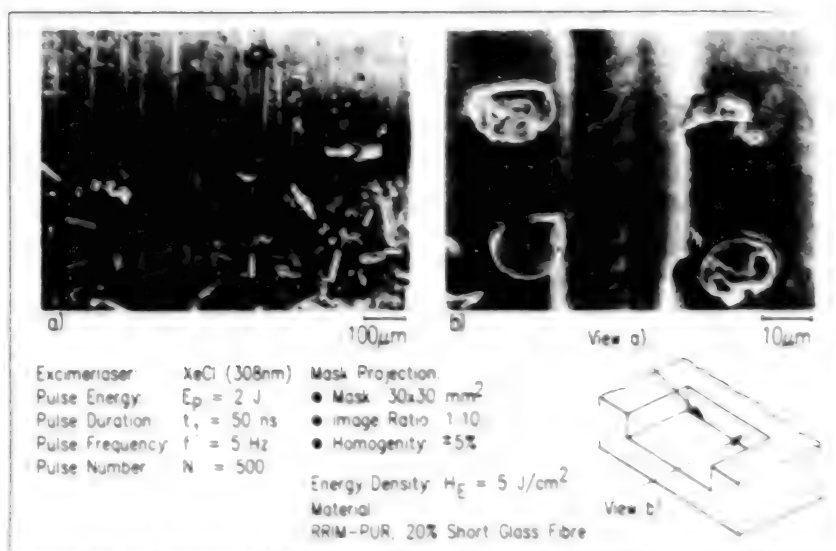 a)
100µm
b)
View a)
10µm
Excimerlaser: XeCl (308nm)
Pulse Energy: Ep = 2 J
Pulse Duration: t = 50 ns
Pulse Frequency: f = 5 Hz
Pulse Number: N = 500
Mask Projection:
● Mask: 30x30 mm²
● Image Ratio: 1:10
● Homogenity: ±5%
Energy Density: H_E = 5 J/cm²
Material:
RRIM-PUR, 20% Short Glass Fibre
View b)